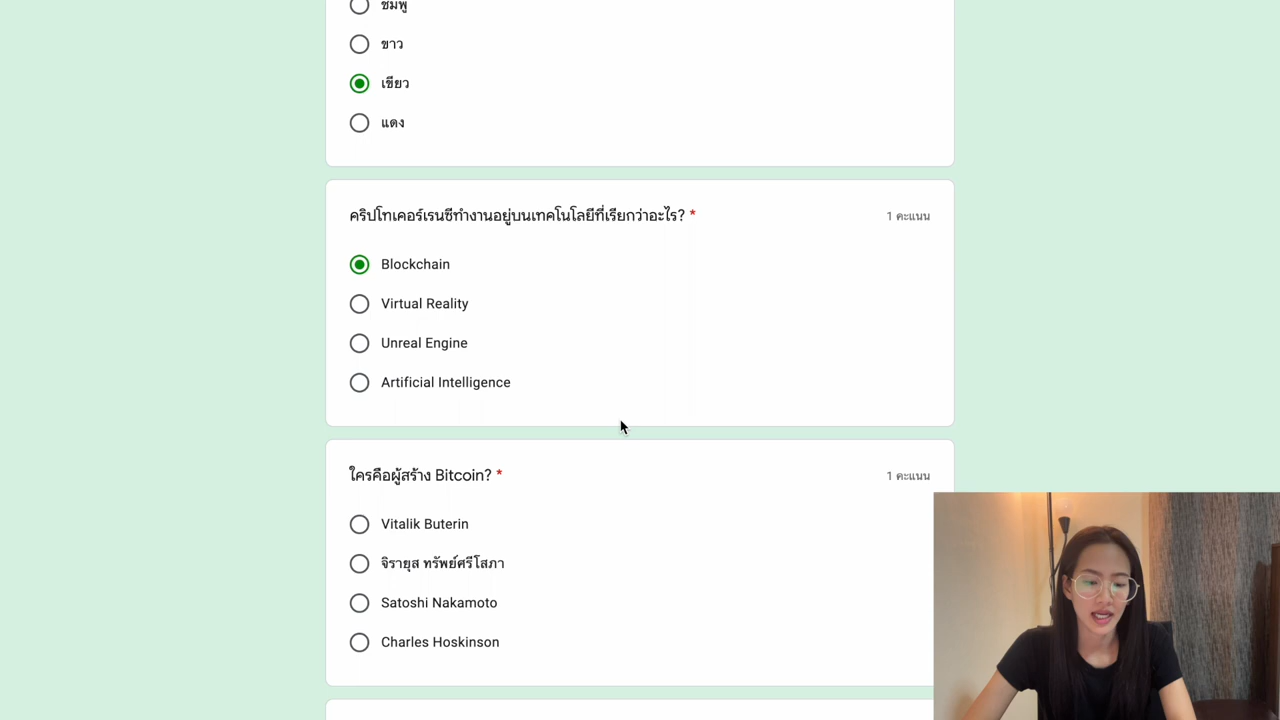 ชมพู
ขาว
เขียว
แดง
คริปโทเคอร์เรนซีทำงานอยู่บนเทคโนโลยีที่เรียกว่าอะไร? *
1 คะแนน
Blockchain
Virtual Reality
Unreal Engine
Artificial Intelligence
ใครคือผู้สร้าง Bitcoin? *
1 คะแนน
Vitalik Buterin
จิรายุส ทรัพย์ศรีโสภา
Satoshi Nakamoto
Charles Hoskinson